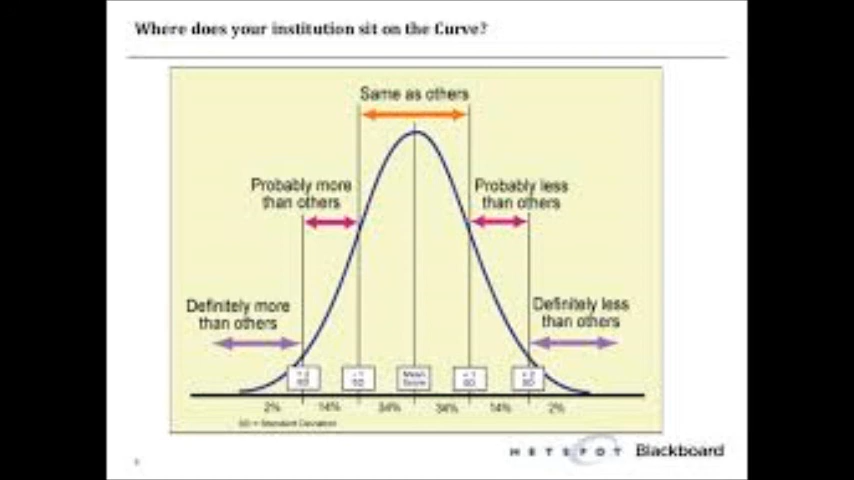 Where does your institution sit on the Curve?
Same as others
Probably more
than others
Probably less
than others
Definitely more
than others
Definitely less
than others
Mean
Score
2%
14%
34%
34%
14%
2%
SD = Standard Deviation
NETSPOT
Blackboard